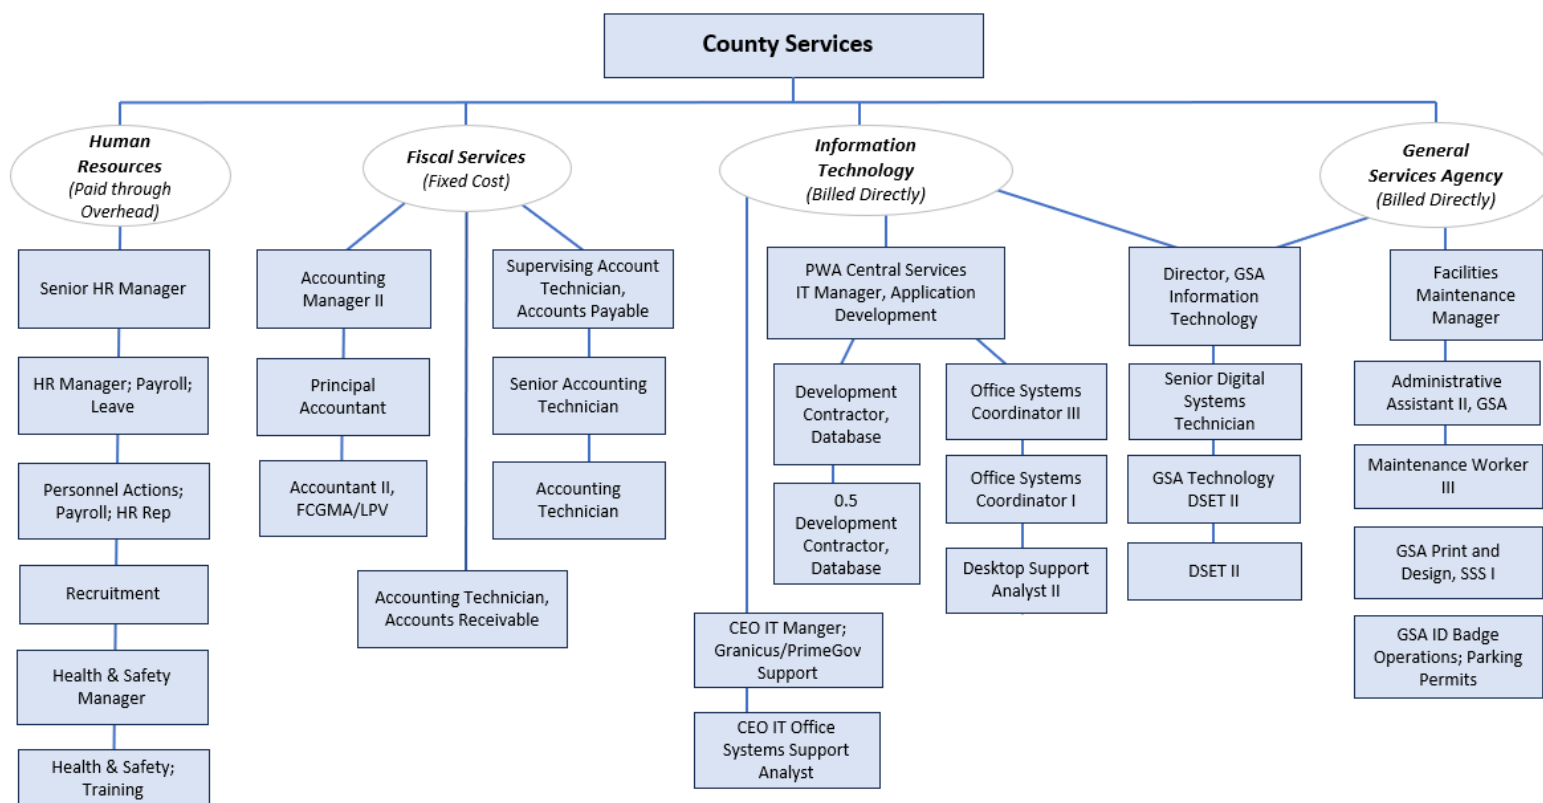 County Services
Human
Resources
(Paid through
Overhead)
Senior HR Manager
HR Manager; Payroll;
Leave
Personnel Actions;
Payroll; HR Rep
Recruitment
Health & Safety
Manager
Health & Safety;
Training
Fiscal Services
(Fixed Cost)
Accounting
Manager II
Principal
Accountant
Accountant II,
FCGMA/LPV
Supervising Account
Technician,
Accounts Payable
Senior Accounting
Technician
Accounting
Technician
Accounting Technician,
Accounts Receivable
Information
Technology
(Billed Directly)
PWA Central Services
IT Manager, Application
Development
Development
Contractor,
Database
0.5
Development
Contractor,
Database
Office Systems
Coordinator III
Office Systems
Coordinator I
Desktop Support
Analyst II
CEO IT Manger;
Granicus/PrimeGov
Support
CEO IT Office
Systems Support
Analyst
Director, GSA
Information
Technology
Senior Digital
Systems
Technician
GSA Technology
DSET II
DSET II
General
Services Agency
(Billed Directly)
Facilities
Maintenance
Manager
Administrative
Assistant II, GSA
Maintenance Worker
III
GSA Print and
Design, SSS I
GSA ID Badge
Operations; Parking
Permits